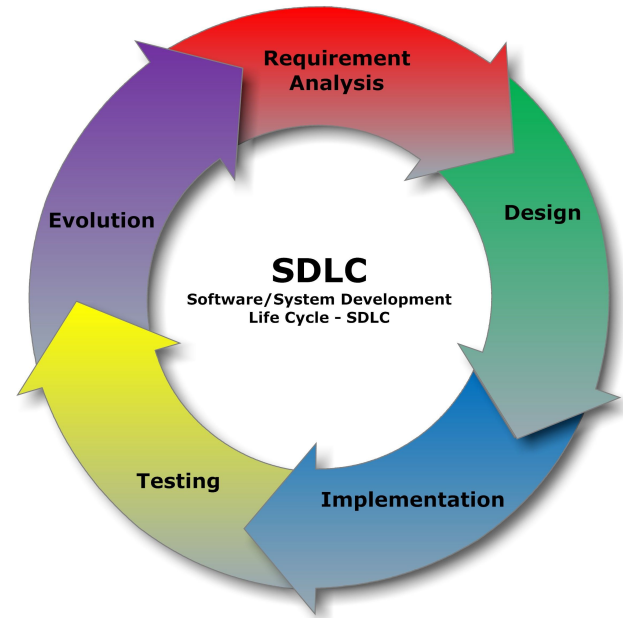 Requirement
Analysis
Design
Evolution
SDLC
Software/System Development
Life Cycle - SDLC
Testing
Implementation